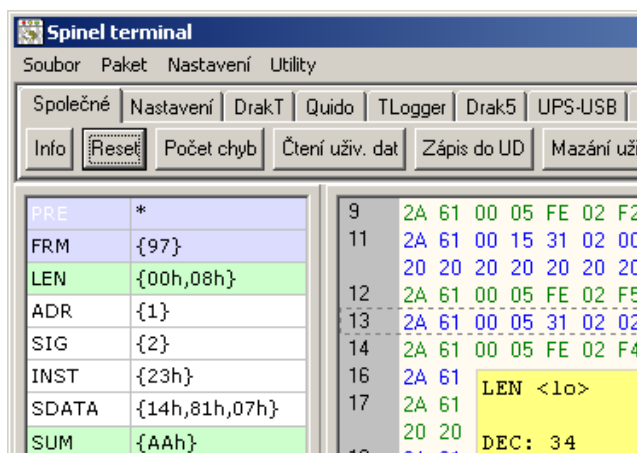 Spinel terminal
Soubor Paket Nastavení Utility
Společné Nastavení DrakT Quido TLogger Drak5 UPS-USB
Info Reset Počet chyb Čtení uživ. dat Zápis do UD Mazání uži
PRE *
FRM {97}
LEN {00h,08h}
ADR {1}
SIG {2}
INST {23h}
SDATA {14h,81h,07h}
SUM {AAh}
9 2A 61 00 05 FE 02 F2
11 2A 61 00 15 31 02 00
20 20 20 20 20 20 20
12 2A 61 00 05 FE 02 F5
13 2A 61 00 05 31 02 02
14 2A 61 00 05 FE 02 F4
16 2A 61
17 2A 61
20 20
LEN <lo>
DEC: 34